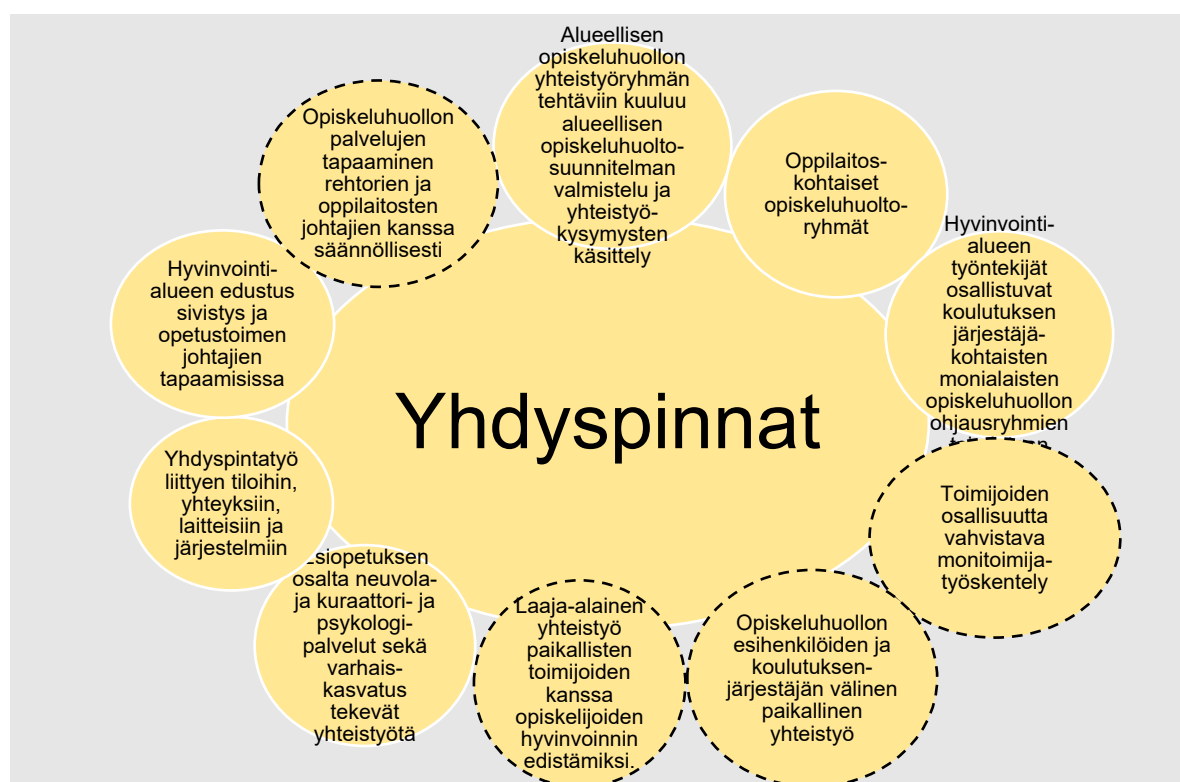 Alueellisen
opiskeluhuollon
yhteistyöryhmän
tehtäviin kuuluu
alueellisen
opiskeluhuolto-
suunnitelman
valmistelu ja
yhteistyö-
kysymysten
käsittely
Oppilaitos-
kohtaiset
opiskeluhuolto-
ryhmät
Hyvinvointi-
alueen
työntekijät
osallistuvat
koulutuksen
järjestäjä-
kohtaisten
monialaisten
opiskeluhuollon
ohjausryhmien
Toimijoiden
osallisuutta
vahvistava
monitoimija-
työskentely
Opiskeluhuollon
esihenkilöiden ja
koulutuksen-
järjestäjän välinen
paikallinen
yhteistyö
Laaja-alainen
yhteistyö
paikallisten
toimijoiden
kanssa
opiskelijoiden
hyvinvoinnin
edistämiksi.
Esiopetuksen
osalta neuvola-
ja kuraattori- ja
psykologi-
palvelut sekä
varhais-
kasvatus
tekevät
yhteistyötä
Yhdyspintatyö
liittyen tiloihin,
yhteyksiin,
laitteisiin ja
järjestelmiin
Hyvinvointi-
alueen edustus
sivistys ja
opetustoimen
johtajien
tapaamisissa
Opiskeluhuollon
palvelujen
tapaaminen
rehtorien ja
oppilaitosten
johtajien kanssa
säännöllisesti
Yhdyspinnat